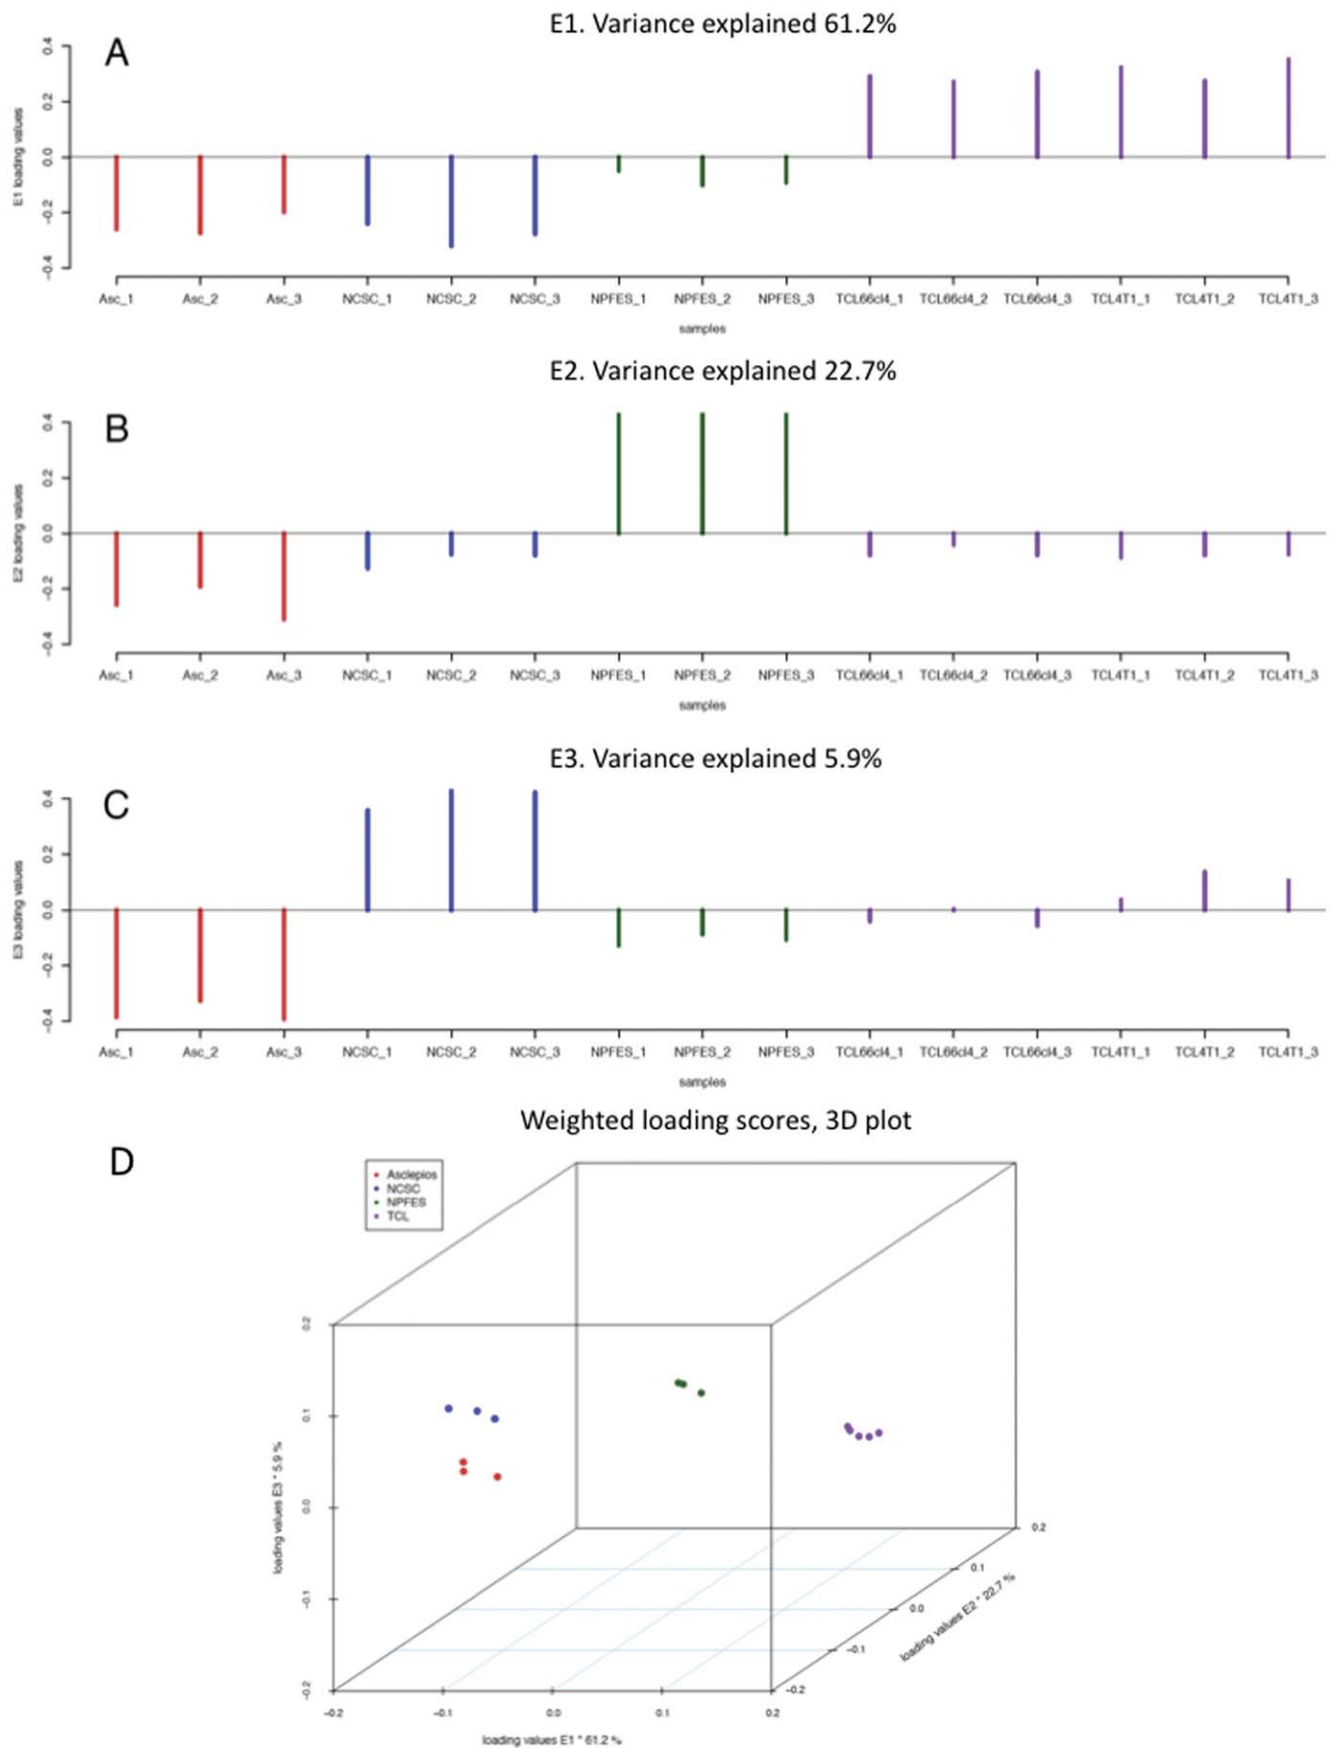 E1. Variance explained 61.2%
A
E1 loading values
0.4
0.2
0.0
-0.2
-0.4
Asc_1 Asc_2 Asc_3 NCSC_1 NCSC_2 NCSC_3 NPFES_1 NPFES_2 NPFES_3 TCL66cl4_1 TCL66cl4_2 TCL66cl4_3 TCL4T1_1 TCL4T1_2 TCL4T1_3
samples
E2. Variance explained 22.7%
B
E2 loading values
0.4
0.2
0.0
-0.2
-0.4
Asc_1 Asc_2 Asc_3 NCSC_1 NCSC_2 NCSC_3 NPFES_1 NPFES_2 NPFES_3 TCL66cl4_1 TCL66cl4_2 TCL66cl4_3 TCL4T1_1 TCL4T1_2 TCL4T1_3
samples
E3. Variance explained 5.9%
C
E3 loading values
0.4
0.2
0.0
-0.2
-0.4
Asc_1 Asc_2 Asc_3 NCSC_1 NCSC_2 NCSC_3 NPFES_1 NPFES_2 NPFES_3 TCL66cl4_1 TCL66cl4_2 TCL66cl4_3 TCL4T1_1 TCL4T1_2 TCL4T1_3
samples
Weighted loading scores, 3D plot
D
Asclepios
NCSC
NPFES
TCL
loading values E3 * 5.9 %
0.2
0.1
0.0
-0.1
-0.2
0.2
0.1
0.0
-0.1
-0.2
loading values E2 * 22.7 %
-0.2 -0.1 0.0 0.1 0.2
loading values E1 * 61.2 %